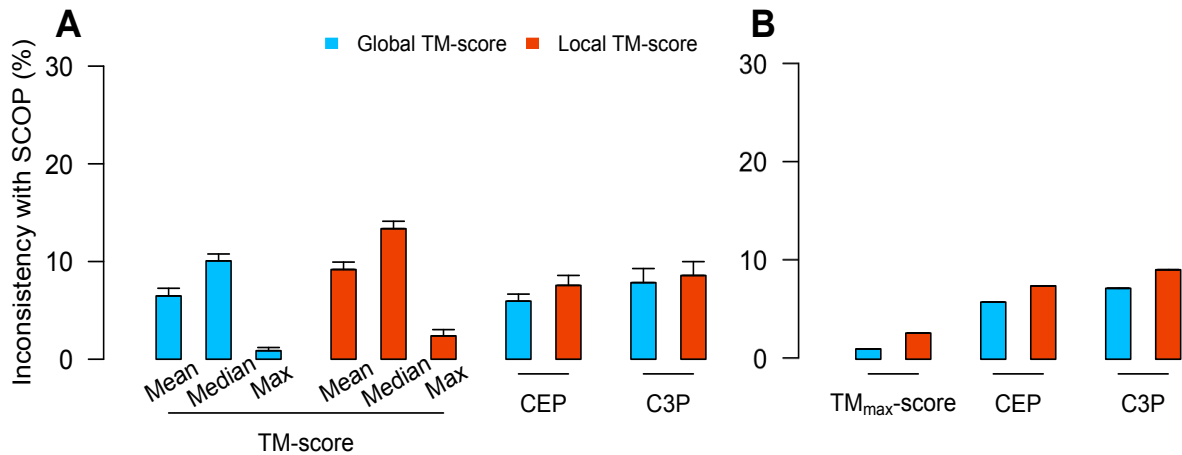 A
B
Global TM-score
Local TM-score
Inconsistency with SCOP (%)
30
20
10
0
Mean
Median
Max
Mean
Median
Max
TM-score
CEP
C3P
30
20
10
0
TMmax-score
CEP
C3P